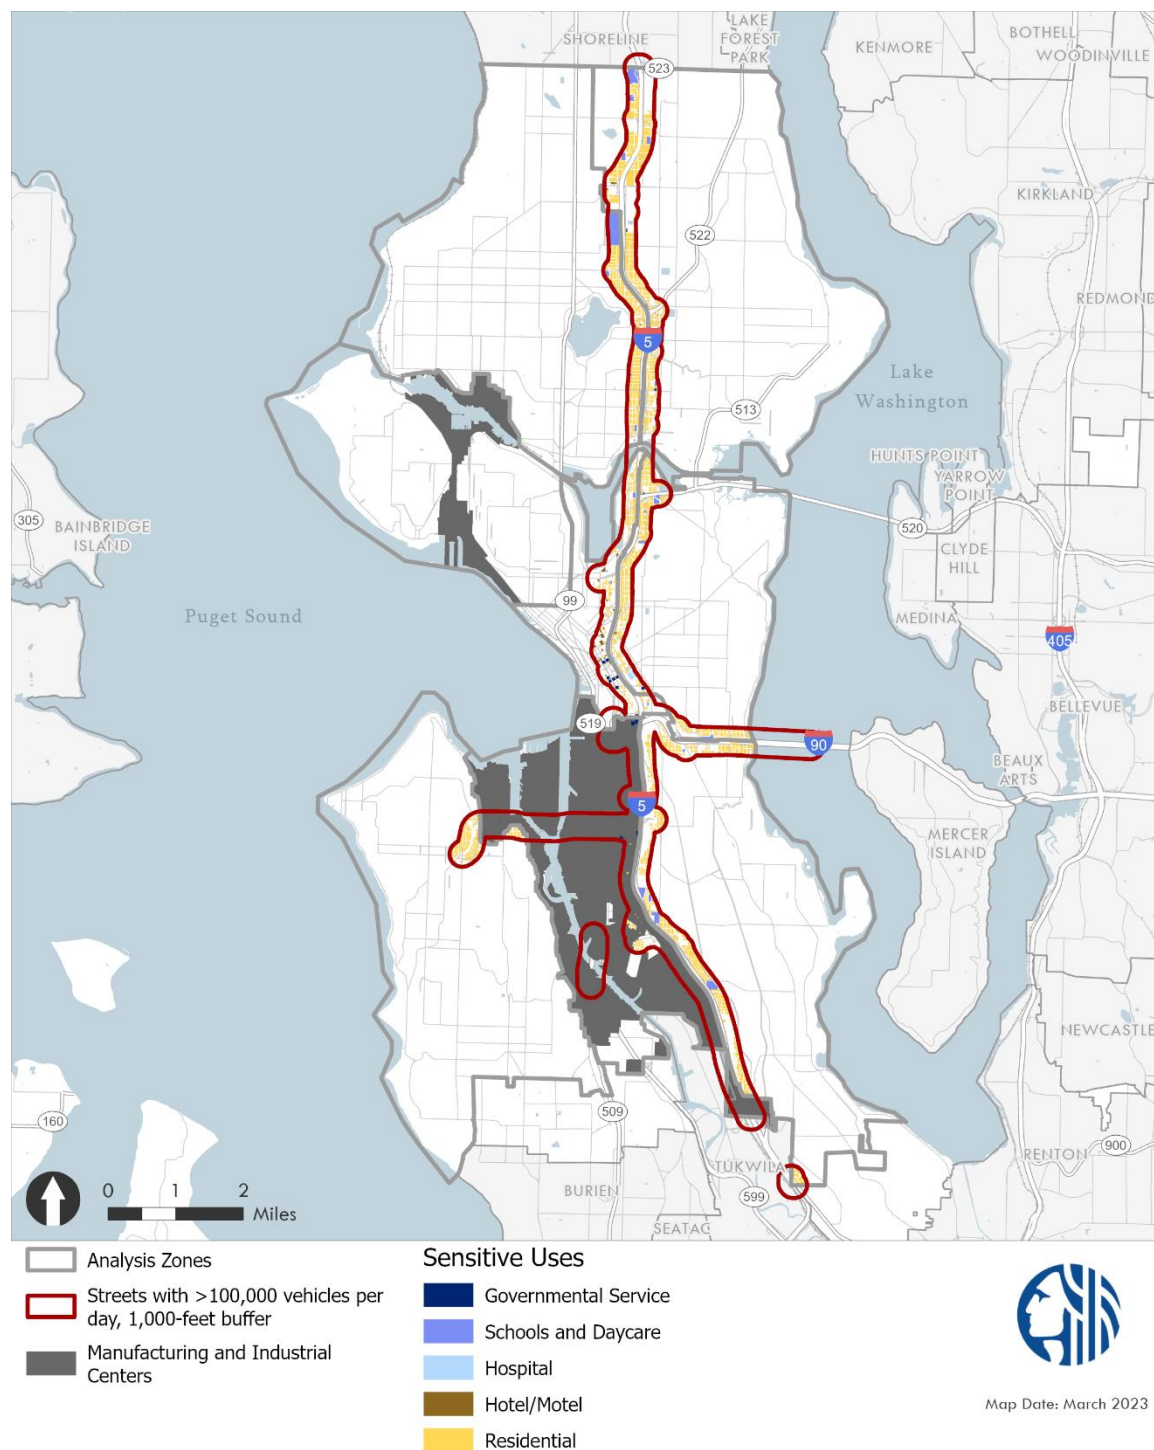 SHORELINE
LAKE
FOREST
PARK
BOTHELL
KENMORE
WOODINVILLE
523
KIRKLAND
522
REDMOND
5
Lake
Washington
513
HUNTS POINT
YARROW
POINT
305
BAINBRIDGE
ISLAND
520
CLYDE
HILL
99
Puget Sound
MEDINA
405
BELLEVUE
519
90
BEAUX
ARTS
5
MERCER
ISLAND
NEWCASTLE
160
509
RENTON
900
TUKWILA
BURIEN
599
SEATAC
0 1 2
Miles
Analysis Zones
Streets with >100,000 vehicles per
day, 1,000-feet buffer
Manufacturing and Industrial
Centers
Sensitive Uses
Governmental Service
Schools and Daycare
Hospital
Hotel/Motel
Residential
Map Date: March 2023